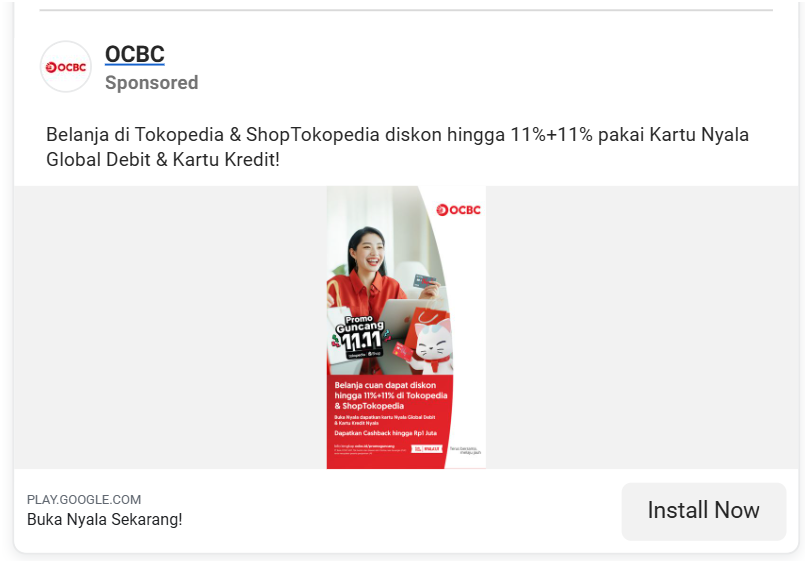 OCBC
OCBC
Sponsored
Belanja di Tokopedia & ShopTokopedia diskon hingga 11%+11% pakai Kartu Nyala
Global Debit & Kartu Kredit!
OCBC
Promo
Guncang
11.11
Belanja cuan dapat diskon
hingga 11%+11% di Tokopedia
& ShopTokopedia
Buka Nyala dapatkan kartu Nyala Global Debit
& Kartu Kredit Nyala
Dapatkan Cashback hingga Rp1 Juta
PLAY.GOOGLE.COM
Buka Nyala Sekarang!
Install Now